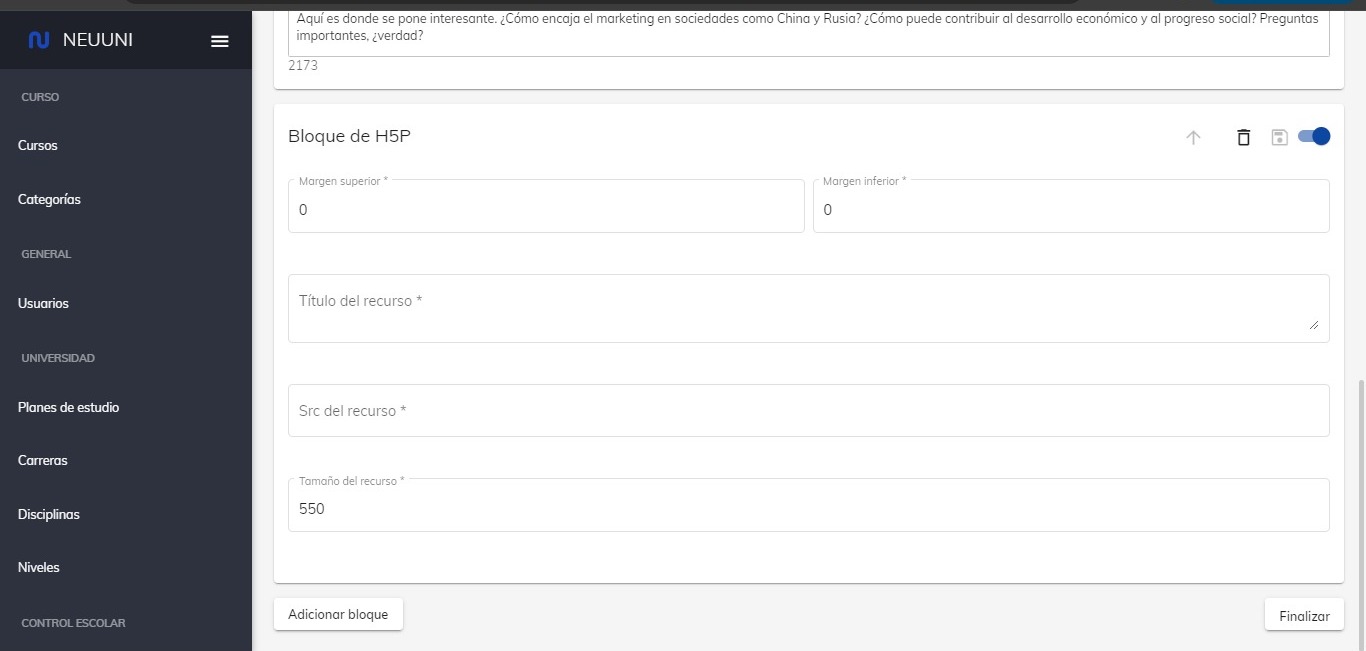 NEUUNI
CURSO
Cursos
Categorías
GENERAL
Usuarios
UNIVERSIDAD
Planes de estudio
Carreras
Disciplinas
Niveles
CONTROL ESCOLAR
Aquí es donde se pone interesante. ¿Cómo encaja el marketing en sociedades como China y Rusia? ¿Cómo puede contribuir al desarrollo económico y al progreso social? Preguntas
importantes, ¿verdad?
2173
Bloque de H5P
Margen superior *
0
Margen inferior *
0
Título del recurso *
Src del recurso *
Tamaño del recurso *
550
Adicionar bloque
Finalizar